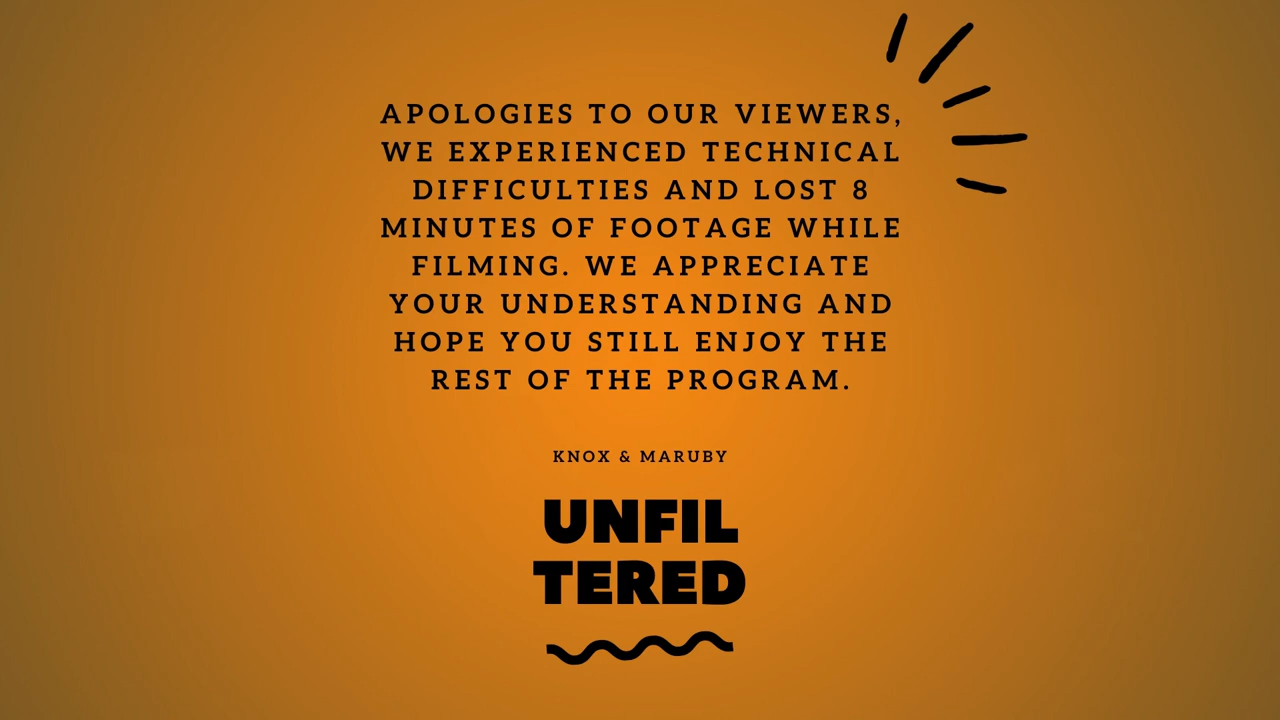 APOLOGIES TO OUR VIEWERS,
WE EXPERIENCED TECHNICAL
DIFFICULTIES AND LOST 8
MINUTES OF FOOTAGE WHILE
FILMING. WE APPRECIATE
YOUR UNDERSTANDING AND
HOPE YOU STILL ENJOY THE
REST OF THE PROGRAM.
KNOX & MARUBY
UNFIL
TERED